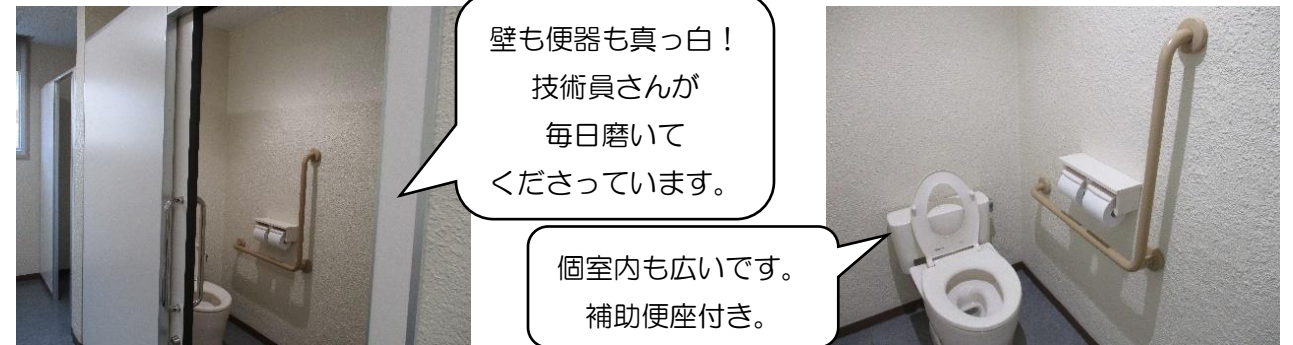 壁も便器も真っ白！
技術員さんが
毎日磨いて
くださっています。
個室内も広いです。
補助便座付き。